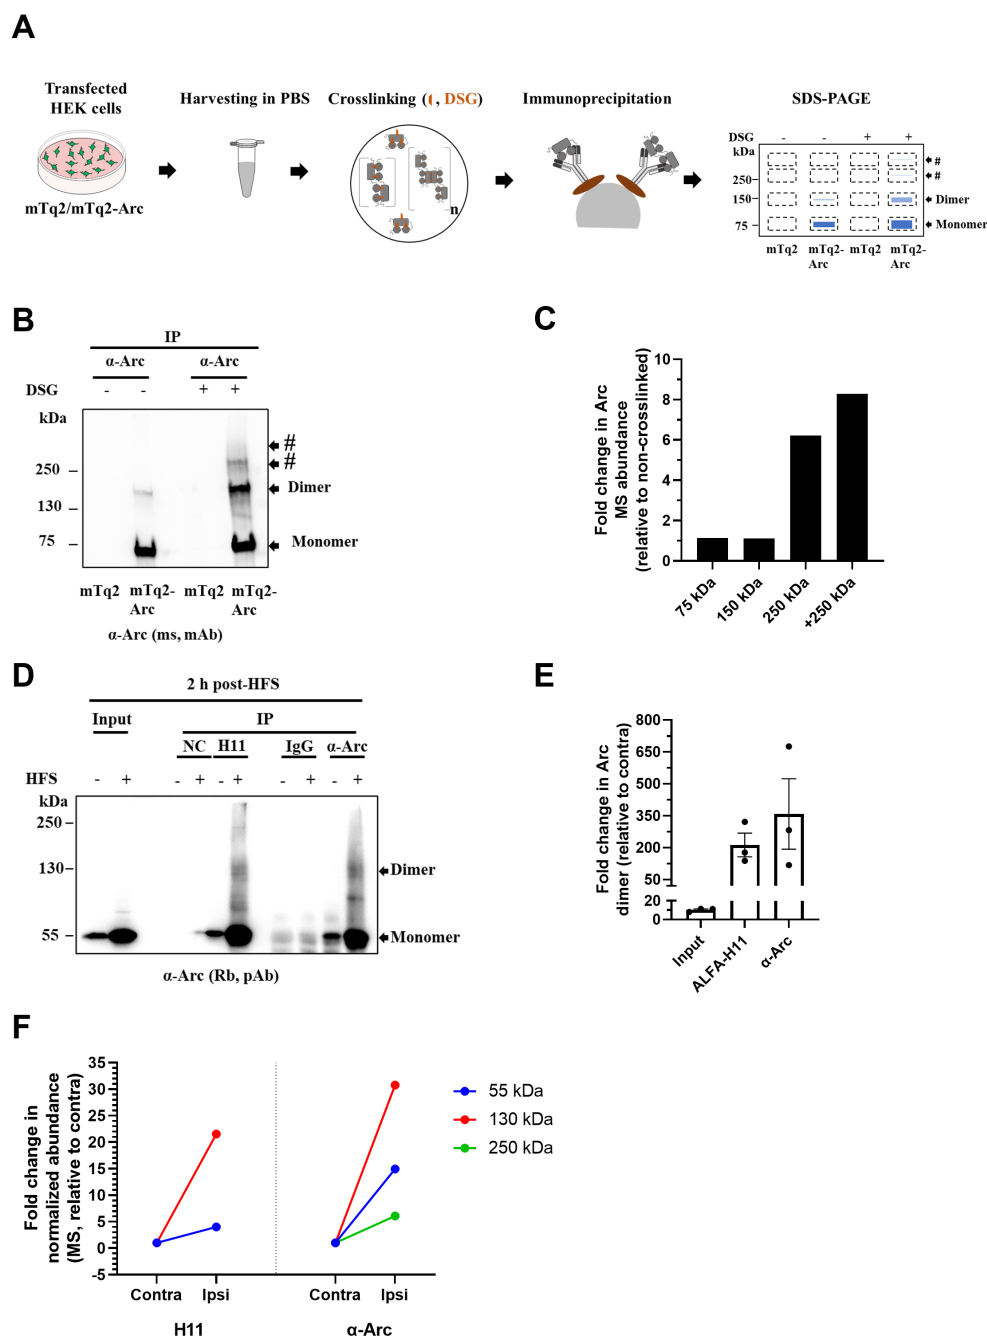 A
Transfected
HEK cells
mTq2/mTq2-Arc
Harvesting in PBS
Crosslinking ( , DSG)
n
Immunoprecipitation
SDS-PAGE
DSG - - + +
kDa
#
250 #
150 Dimer
75 Monomer
mTq2 mTq2-Arc mTq2 mTq2-Arc
B
IP
α-Arc α-Arc
DSG - - + +
kDa
#
#
250
Dimer
130
75 Monomer
mTq2 mTq2-Arc mTq2 mTq2-Arc
α-Arc (ms, mAb)
C
Fold change in Arc
MS abundance
(relative to non-crosslinked)
10
8
6
4
2
0
75 kDa
150 kDa
250 kDa
+250 kDa
D
2 h post-HFS
Input IP
NC H11 IgG α-Arc
HFS - + - + - + - + - +
kDa
250
130 Dimer
55 Monomer
α-Arc (Rb, pAb)
E
Fold change in Arc
dimer (relative to contra)
800
650
500
350
200
50
20
0
Input
ALFA-H11
α-Arc
F
Fold change in
normalized abundance
(MS, relative to contra)
35
30
25
20
15
10
5
0
-5
Contra Ipsi Contra Ipsi
H11 α-Arc
55 kDa
130 kDa
250 kDa